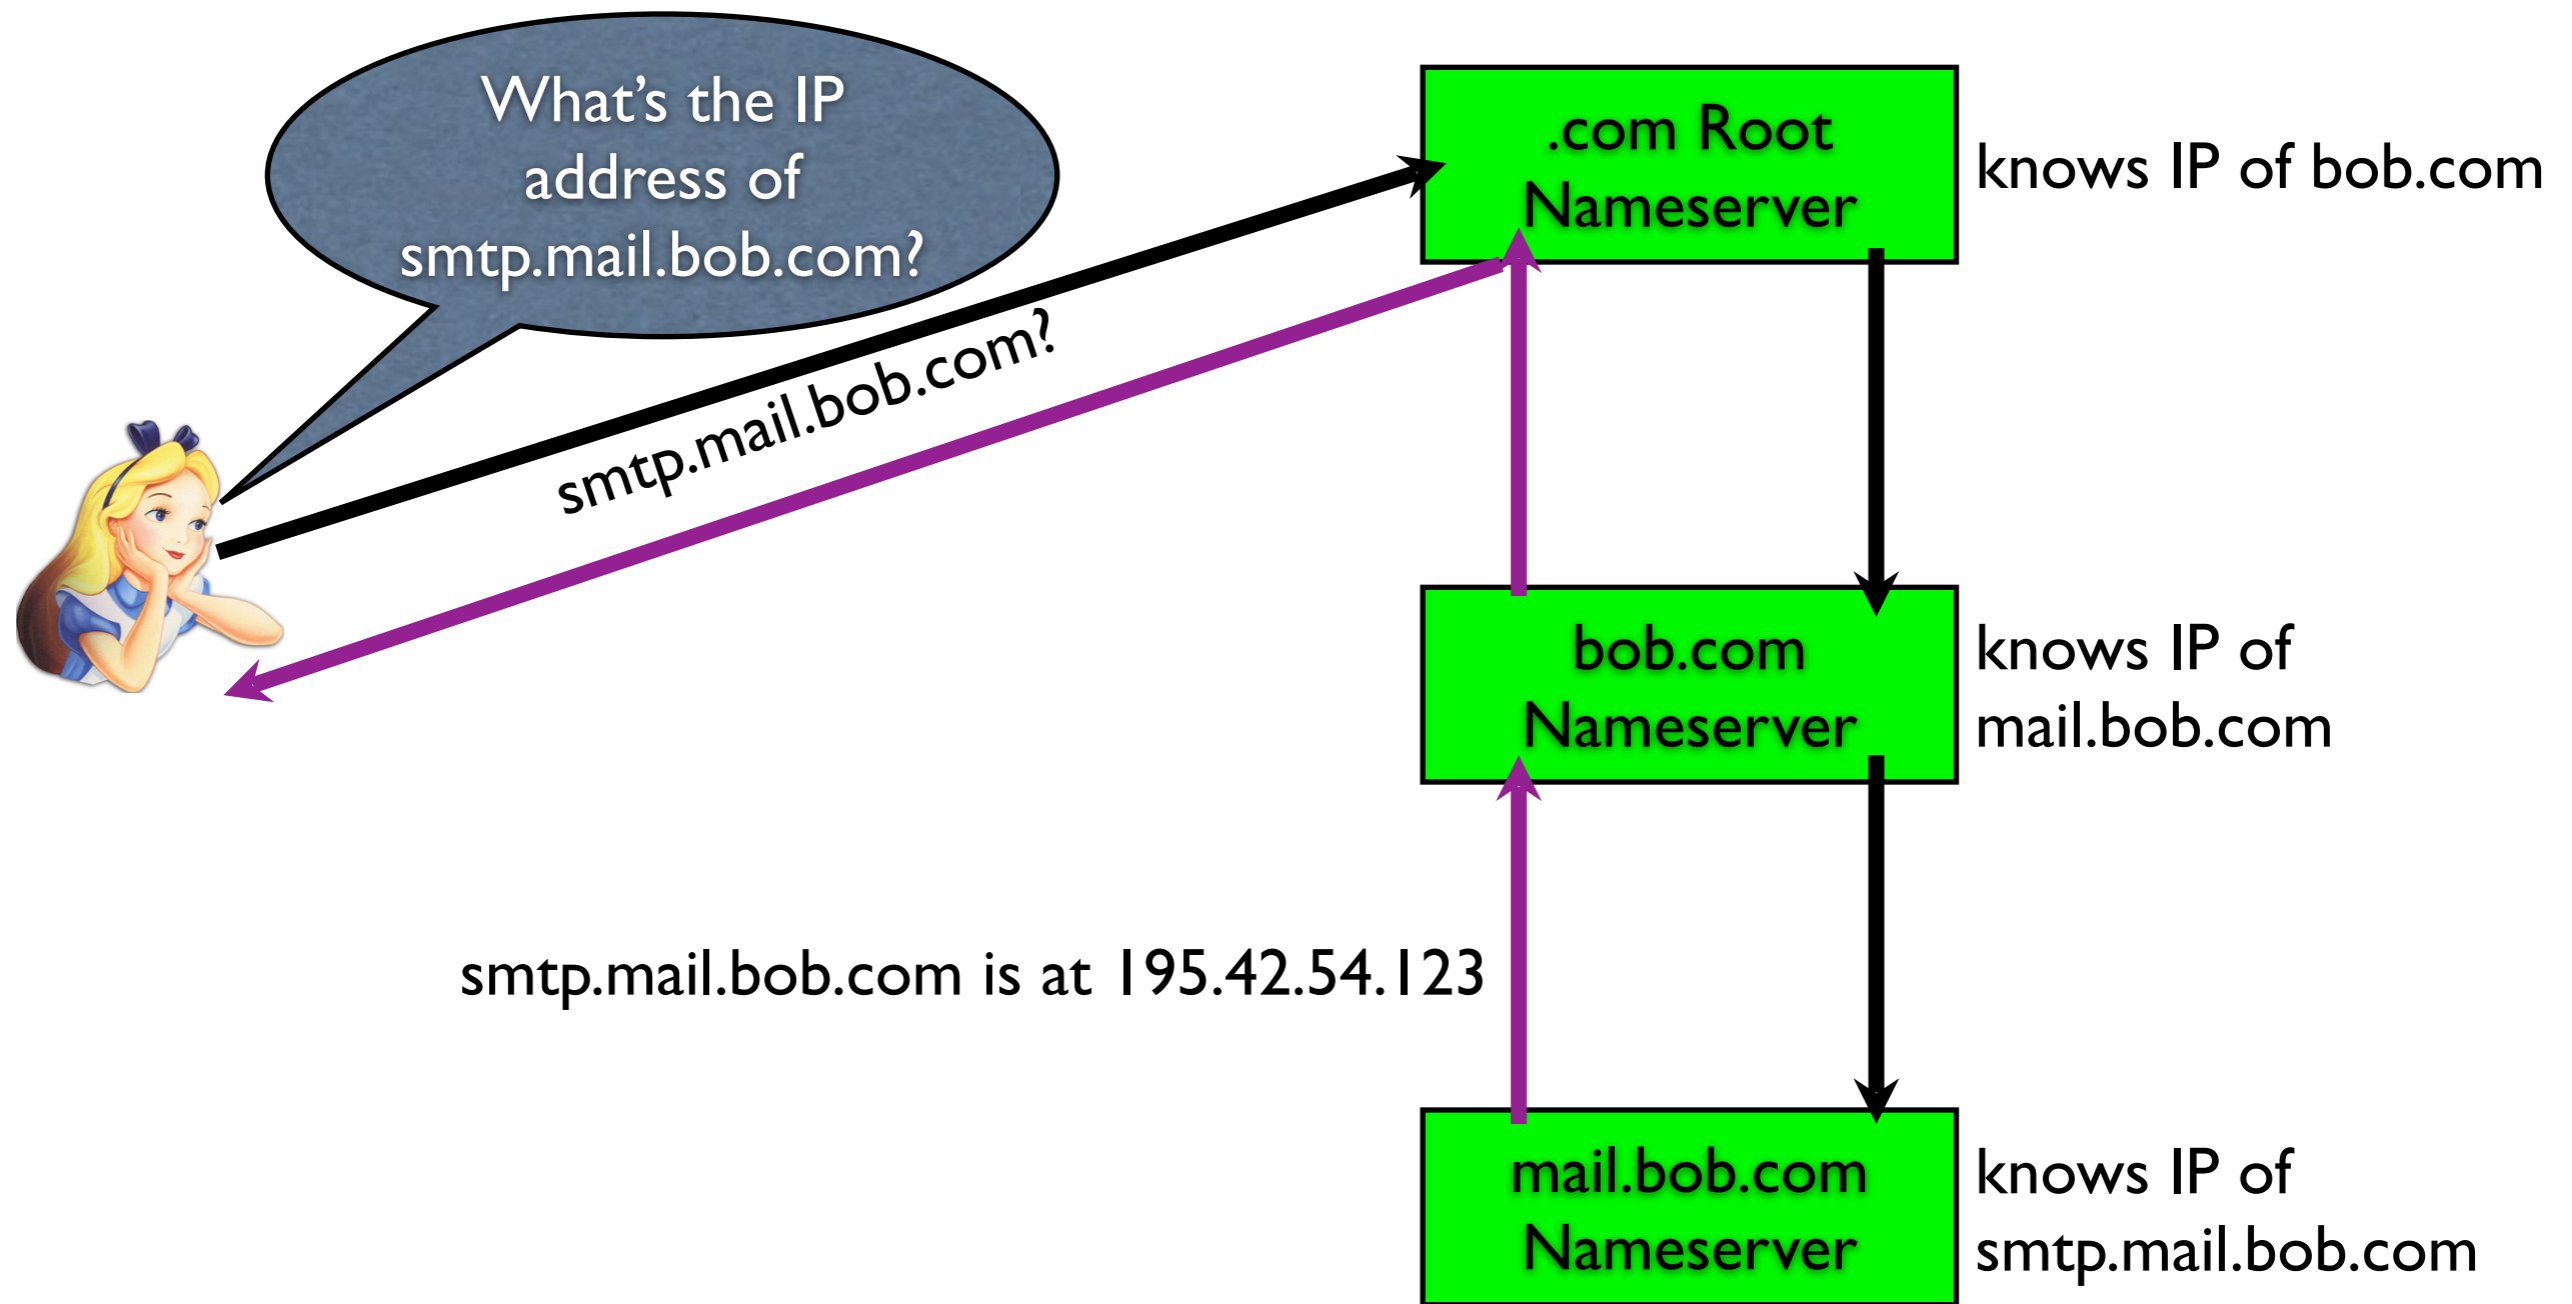 What's the IP
address of
smtp.mail.bob.com?
smtp.mail.bob.com?
.com Root
Nameserver
knows IP of bob.com
bob.com
Nameserver
knows IP of
mail.bob.com
smtp.mail.bob.com is at 195.42.54.123
mail.bob.com
Nameserver
knows IP of
smtp.mail.bob.com